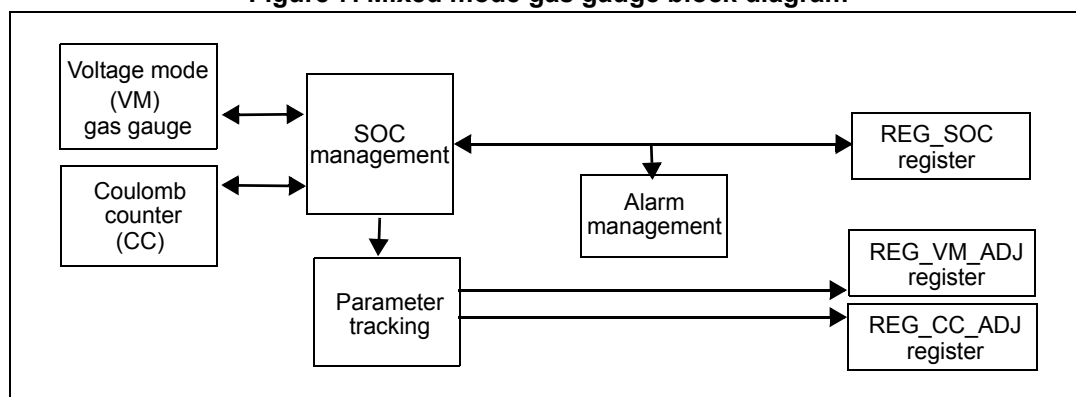 Figure Mixed mode gas gauge block diagram
Voltage mode
(VM)
gas gauge
Coulomb
counter
(CC)
SOC
management
Parameter
tracking
Alarm
management
REG_SOC
register
REG_VM_ADJ
register
REG_CC_ADJ
register